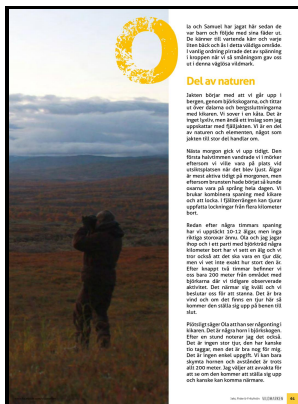 O
la och Samuel har jagat här sedan de
var barn och följde med sina fäder ut.
De känner till vartenda kärr och varje
liten bäck och ås i detta väldiga område.
I vanlig ordning pirrade det av spänning
i kroppen när vi så småningom gav oss
ut i denna väglösa vildmark.
Del av naturen
Jakten börjar med att vi går upp i
bergen, genom björkskogarna, och tittar
ut över dalarna och bergssluttningarna
med kikaren. Vi sover i en kåta. Det är
inget lyxliv, men ändå ett inslag som jag
uppskattar med fjälljakten. Vi är en del
av naturen och elementen, något som
jakten till stor del handlar om.
Nästa morgon gick vi upp tidigt. Den
första halvtimmen vandrade vi i mörker
eftersom vi ville vara på plats vid
utsiktsplatsen när det blev ljust. Älgar
är mest aktiva tidigt på morgonen, men
eftersom brunsten hade börjat så kunde
oxarna vara på språng hela dagen. Vi
brukar kombinera spaning med kikare
och att locka. I fjällterrängen kan tjurar
uppfatta lockningar från flera kilometer
bort.
Redan efter några timmars spaning
har vi upptäckt 10-12 älgar, men inga
riktiga storoxar ännu. Ola och jag jagar
ihop och i ett parti med björkträd några
kilometer bort har vi sett en älg och vi
tror också att det ska vara en tjur där,
men vi vet inte exakt hur stort den är.
Efter knappt två timmar befinner vi
oss bara 200 meter från området med
björkarna där vi tidigare observerade
aktivitet. Det närmar sig kväll och vi
beslutar oss för att stanna. Det är bra
vind och om det finns en tjur här så
kommer den ställa sig upp på benen till
slut.
Plötsligt säger Ola att han ser någonting i
kikaren. Det är några horn i björkskogen.
Efter en stund noterar jag det också.
Det är ingen stor tjur, den har kanske
tio taggar, men det är bra nog för mig.
Det är ingen enkel uppgift. Vi kan bara
skymta hornen och avståndet är trots
allt 200 meter. Jag väljer att avvakta för
att se om den kommer att ställa sig upp
och kanske kan komma närmare.